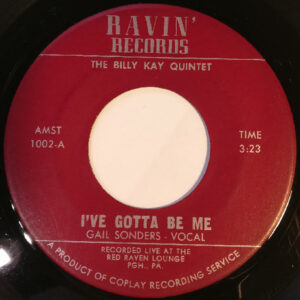 RAVIN'
RECORDS
THE BILLY KAY QUINTET
AMST
1002-A
TIME
3:23
I'VE GOTTA BE ME
GAIL SONDERS - VOCAL
RECORDED LIVE AT THE
RED RAVEN LOUNGE
PGH., PA.
A PRODUCT OF COPLAY RECORDING SERVICE